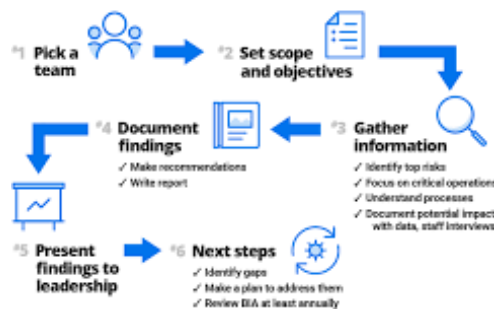 #1 Pick a
team
#2 Set scope
and objectives
#3 Gather
information
✓ Identify top risks
✓ Focus on critical operations
✓ Understand processes
✓ Document potential impact
with data, staff interviews
#4 Document
findings
✓ Make recommendations
✓ Write report
#5 Present
findings to
leadership
#6 Next steps
✓ Identify gaps
✓ Make a plan to address them
✓ Review BIA at least annually